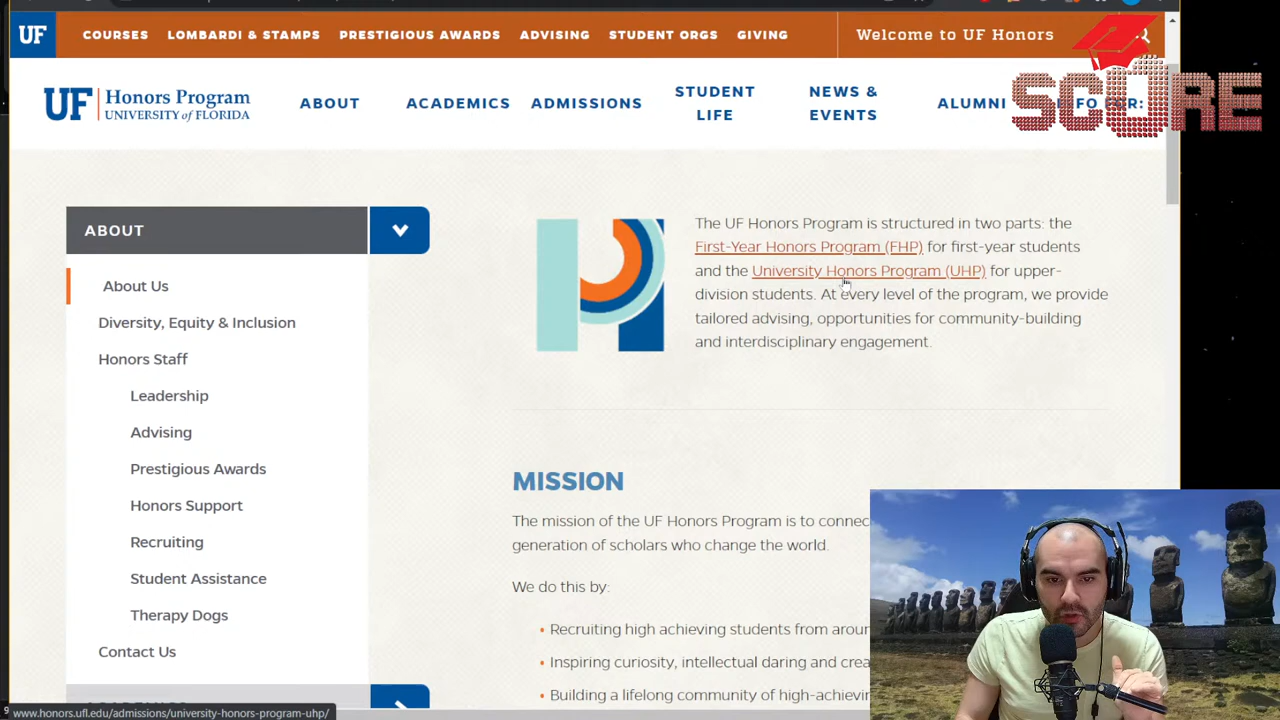 UF
COURSES
LOMBARDI & STAMPS
PRESTIGIOUS AWARDS
ADVISING
STUDENT ORGS
GIVING
Welcome to UF Honors
SCORE
UF Honors Program
UNIVERSITY of FLORIDA
ABOUT
ACADEMICS
ADMISSIONS
STUDENT
LIFE
NEWS &
EVENTS
ALUMNI
FOR:
ABOUT
About Us
Diversity, Equity & Inclusion
Honors Staff
Leadership
Advising
Prestigious Awards
Honors Support
Recruiting
Student Assistance
Therapy Dogs
Contact Us
The UF Honors Program is structured in two parts: the
First-Year Honors Program (FHP) for first-year students
and the University Honors Program (UHP) for upper-
division students. At every level of the program, we provide
tailored advising, opportunities for community-building
and interdisciplinary engagement.
MISSION
The mission of the UF Honors Program is to connec
generation of scholars who change the world.
We do this by:
• Recruiting high achieving students from arour
• Inspiring curiosity, intellectual daring and crea
• Building a lifelong community of high-achievin
www.honors.ufl.edu/admissions/university-honors-program-uhp/